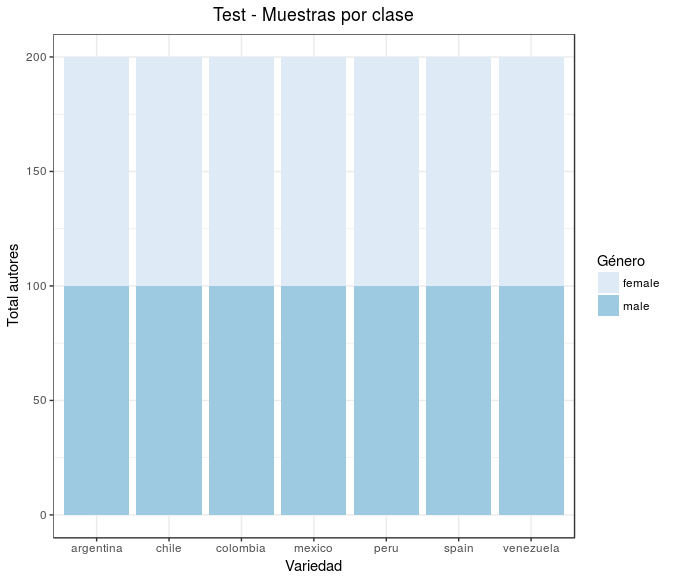 Test - Muestras por clase
Total autores
200
150
100
50
0
argentina chile colombia mexico peru spain venezuela
Variedad
Género
female
male